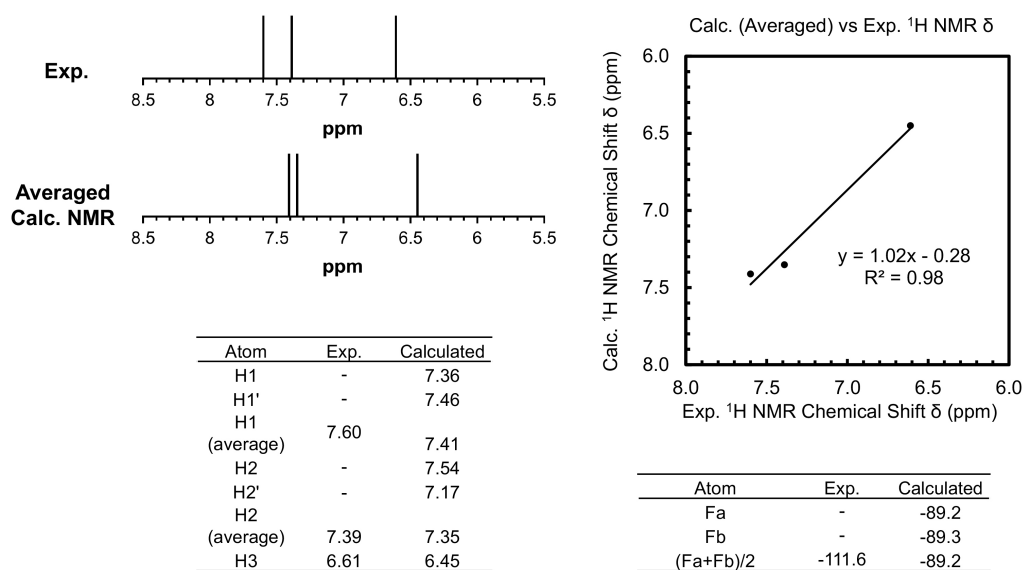 Exp.
8.5 8 7.5 7 6.5 6 5.5
ppm
Averaged
Calc. NMR
8.5 8 7.5 7 6.5 6 5.5
ppm
Atom Exp. Calculated
H1 - 7.36
H1' - 7.46
H1
(average) 7.60 7.41
H2 - 7.54
H2' - 7.17
H2
(average) 7.39 7.35
H3 6.61 6.45
Calc. (Averaged) vs Exp. ¹H NMR δ
Calc. ¹H NMR Chemical Shift δ (ppm)
6.0
6.5
7.0
7.5
8.0
y = 1.02x - 0.28
R² = 0.98
8.0 7.5 7.0 6.5 6.0
Exp. ¹H NMR Chemical Shift δ (ppm)
Atom Exp. Calculated
Fa - -89.2
Fb - -89.3
(Fa+Fb)/2 -111.6 -89.2